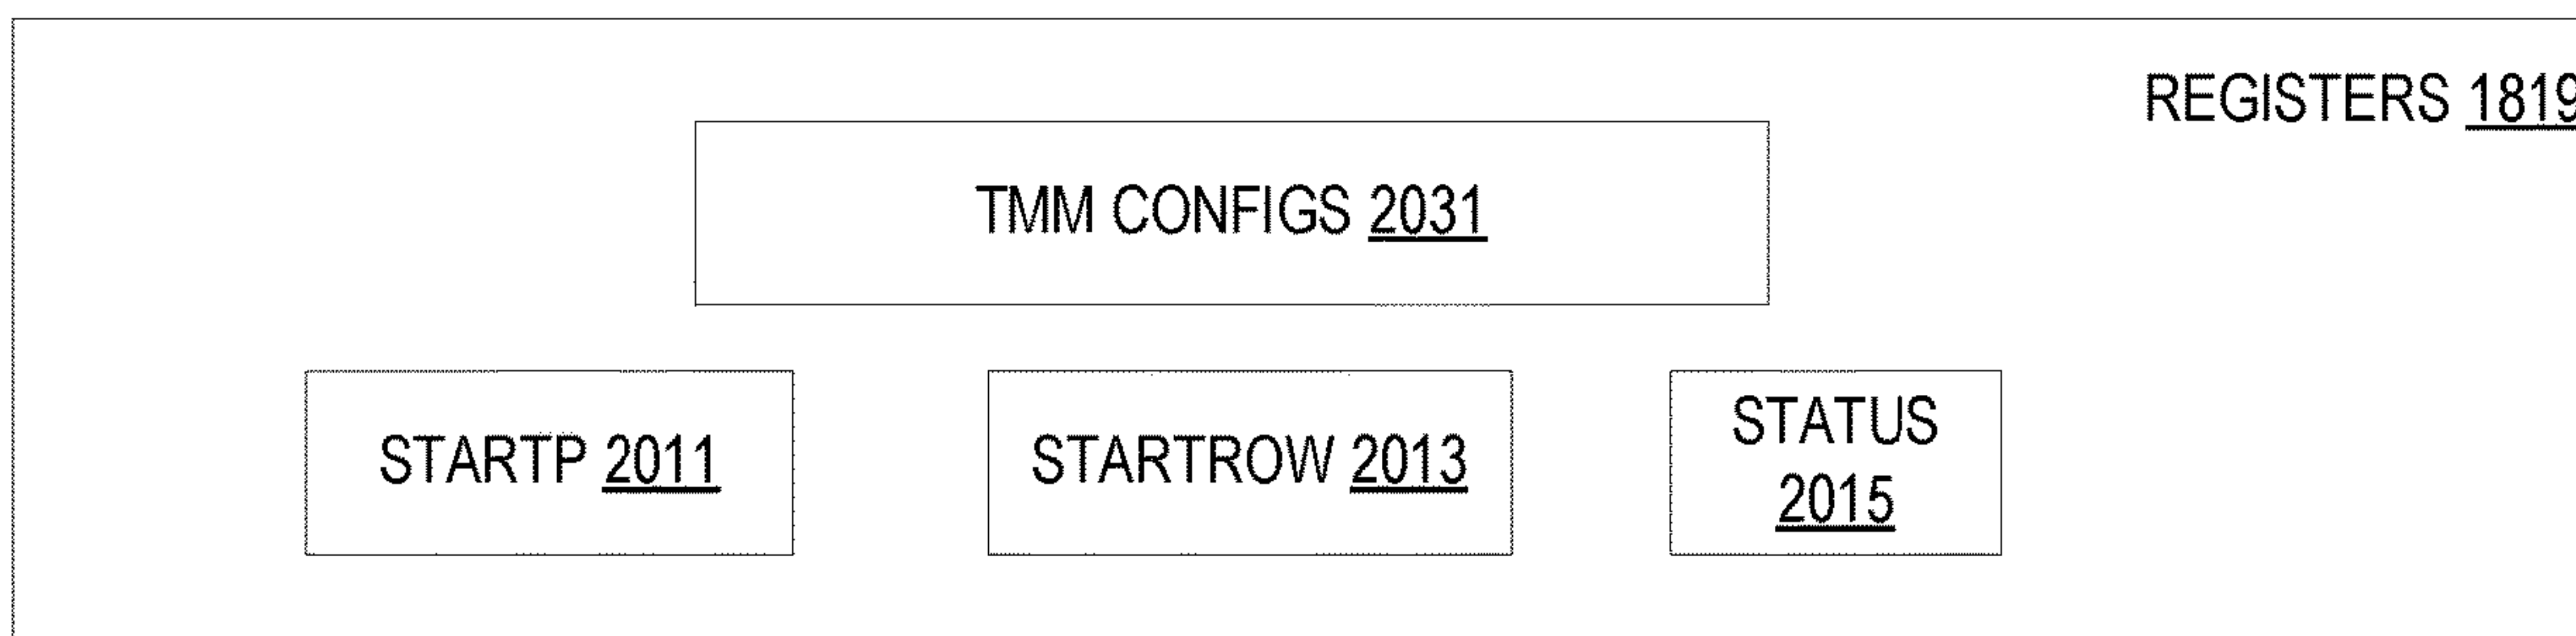 REGISTERS 1819
TMM CONFIGS 2031
STARTP 2011
STARTROW 2013
STATUS
2015